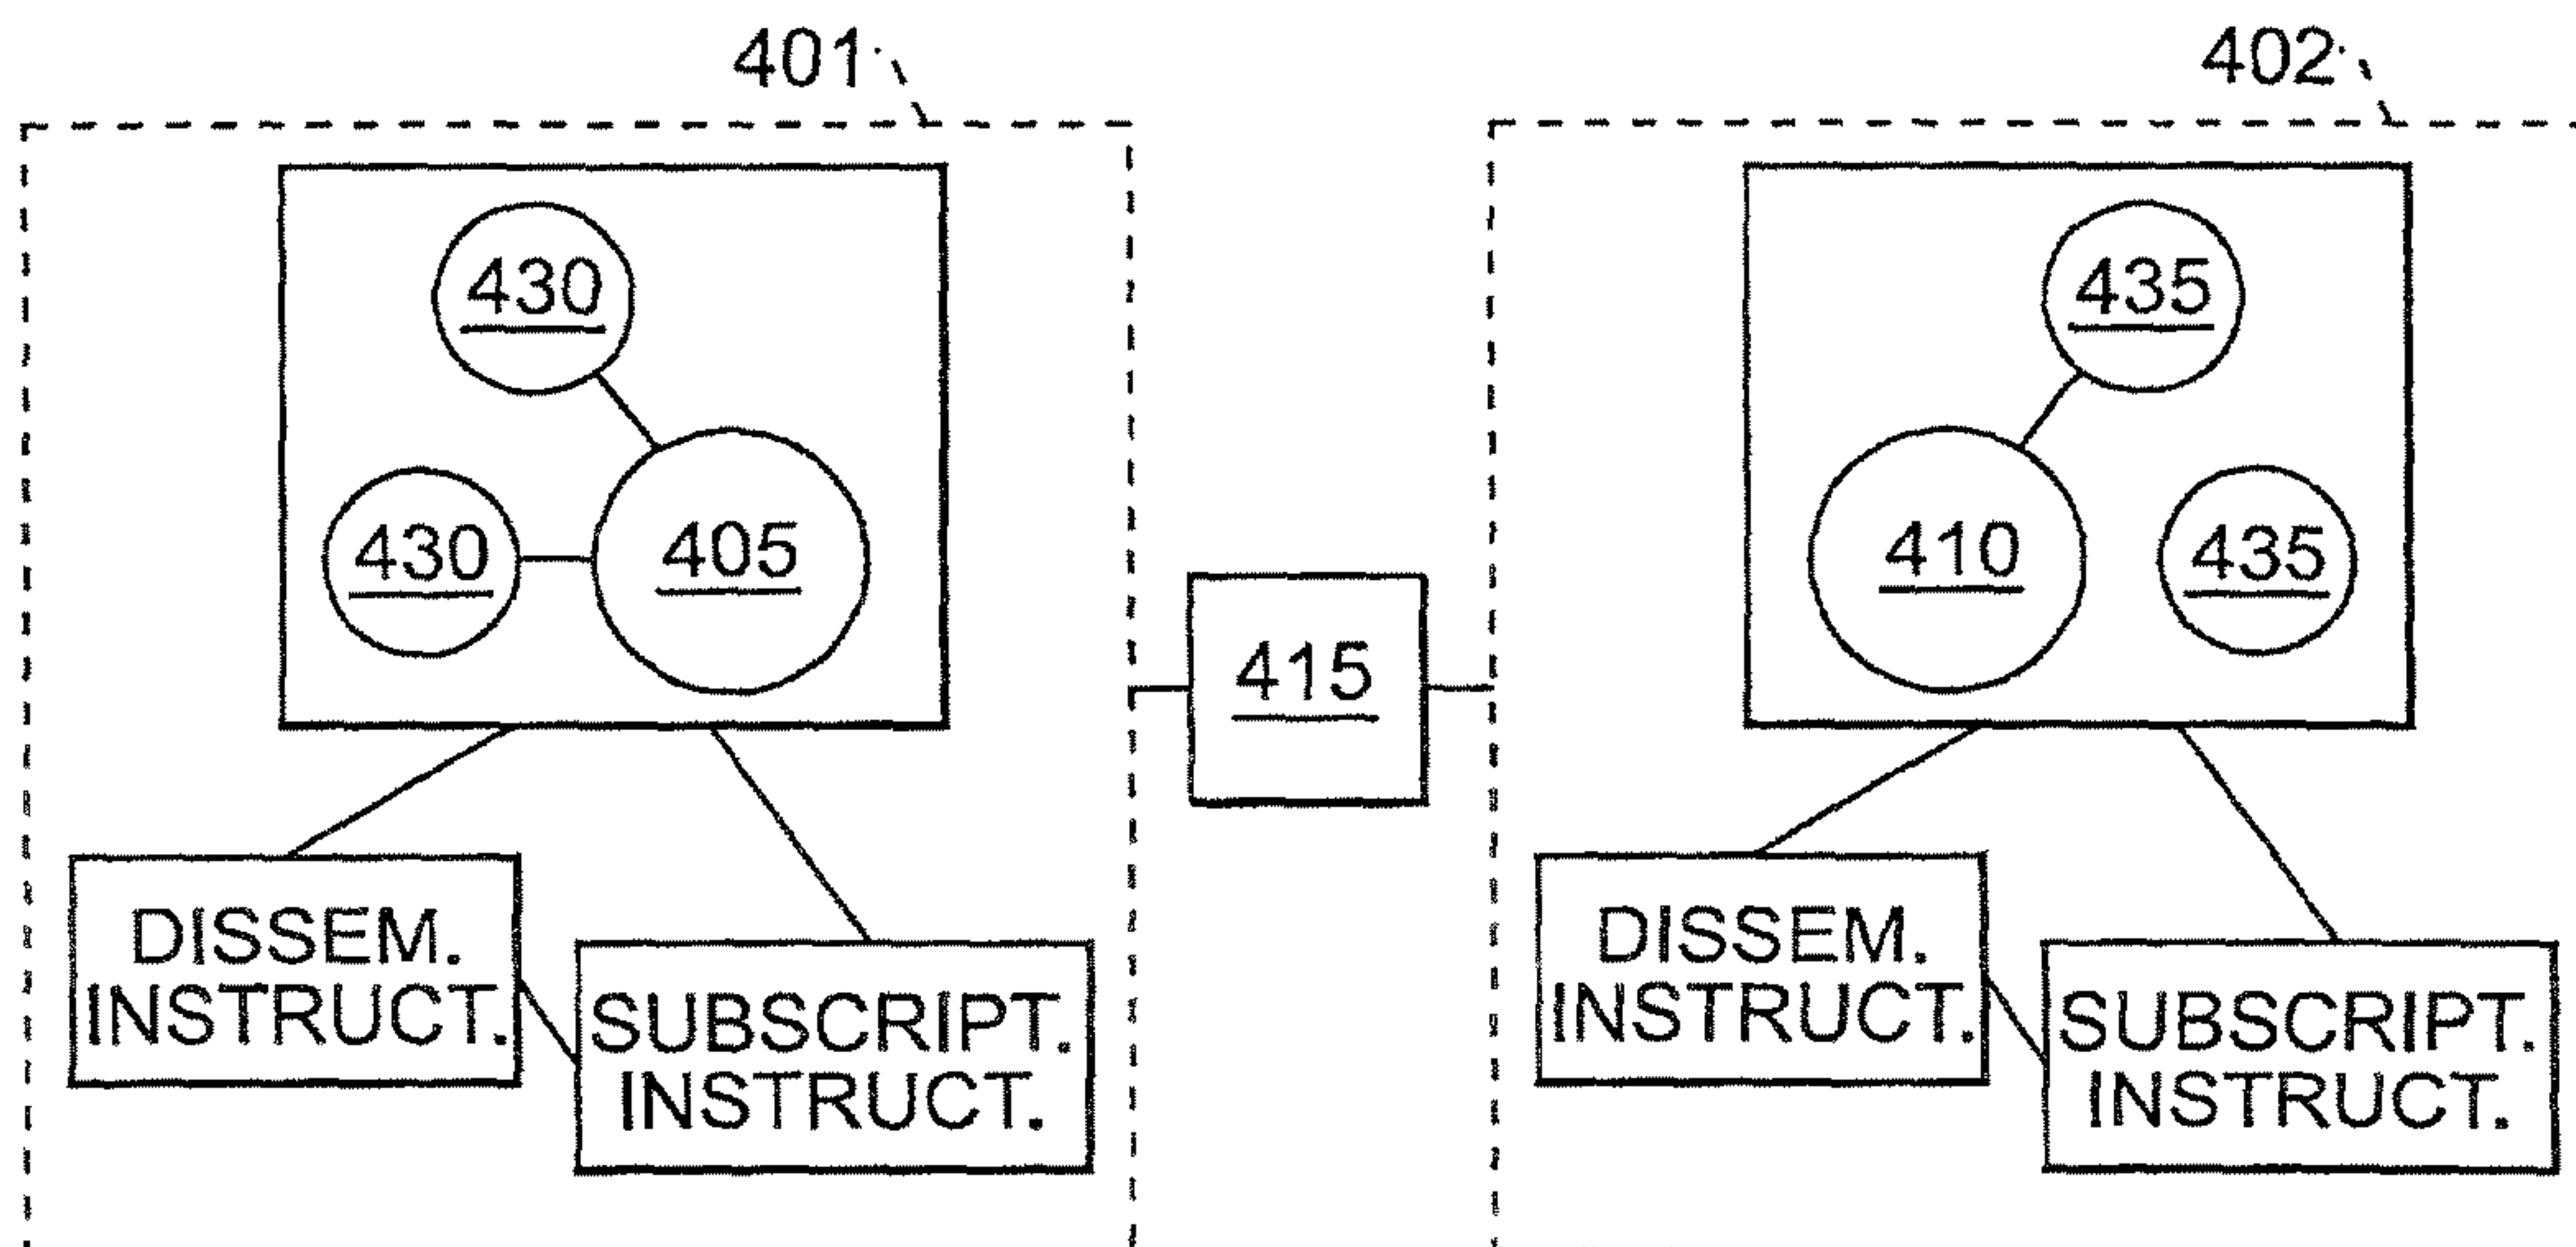 401
402
430
435
430
405
410
435
415
DISSEM.
INSTRUCT.
SUBSCRIPT.
INSTRUCT.
DISSEM.
INSTRUCT.
SUBSCRIPT.
INSTRUCT.